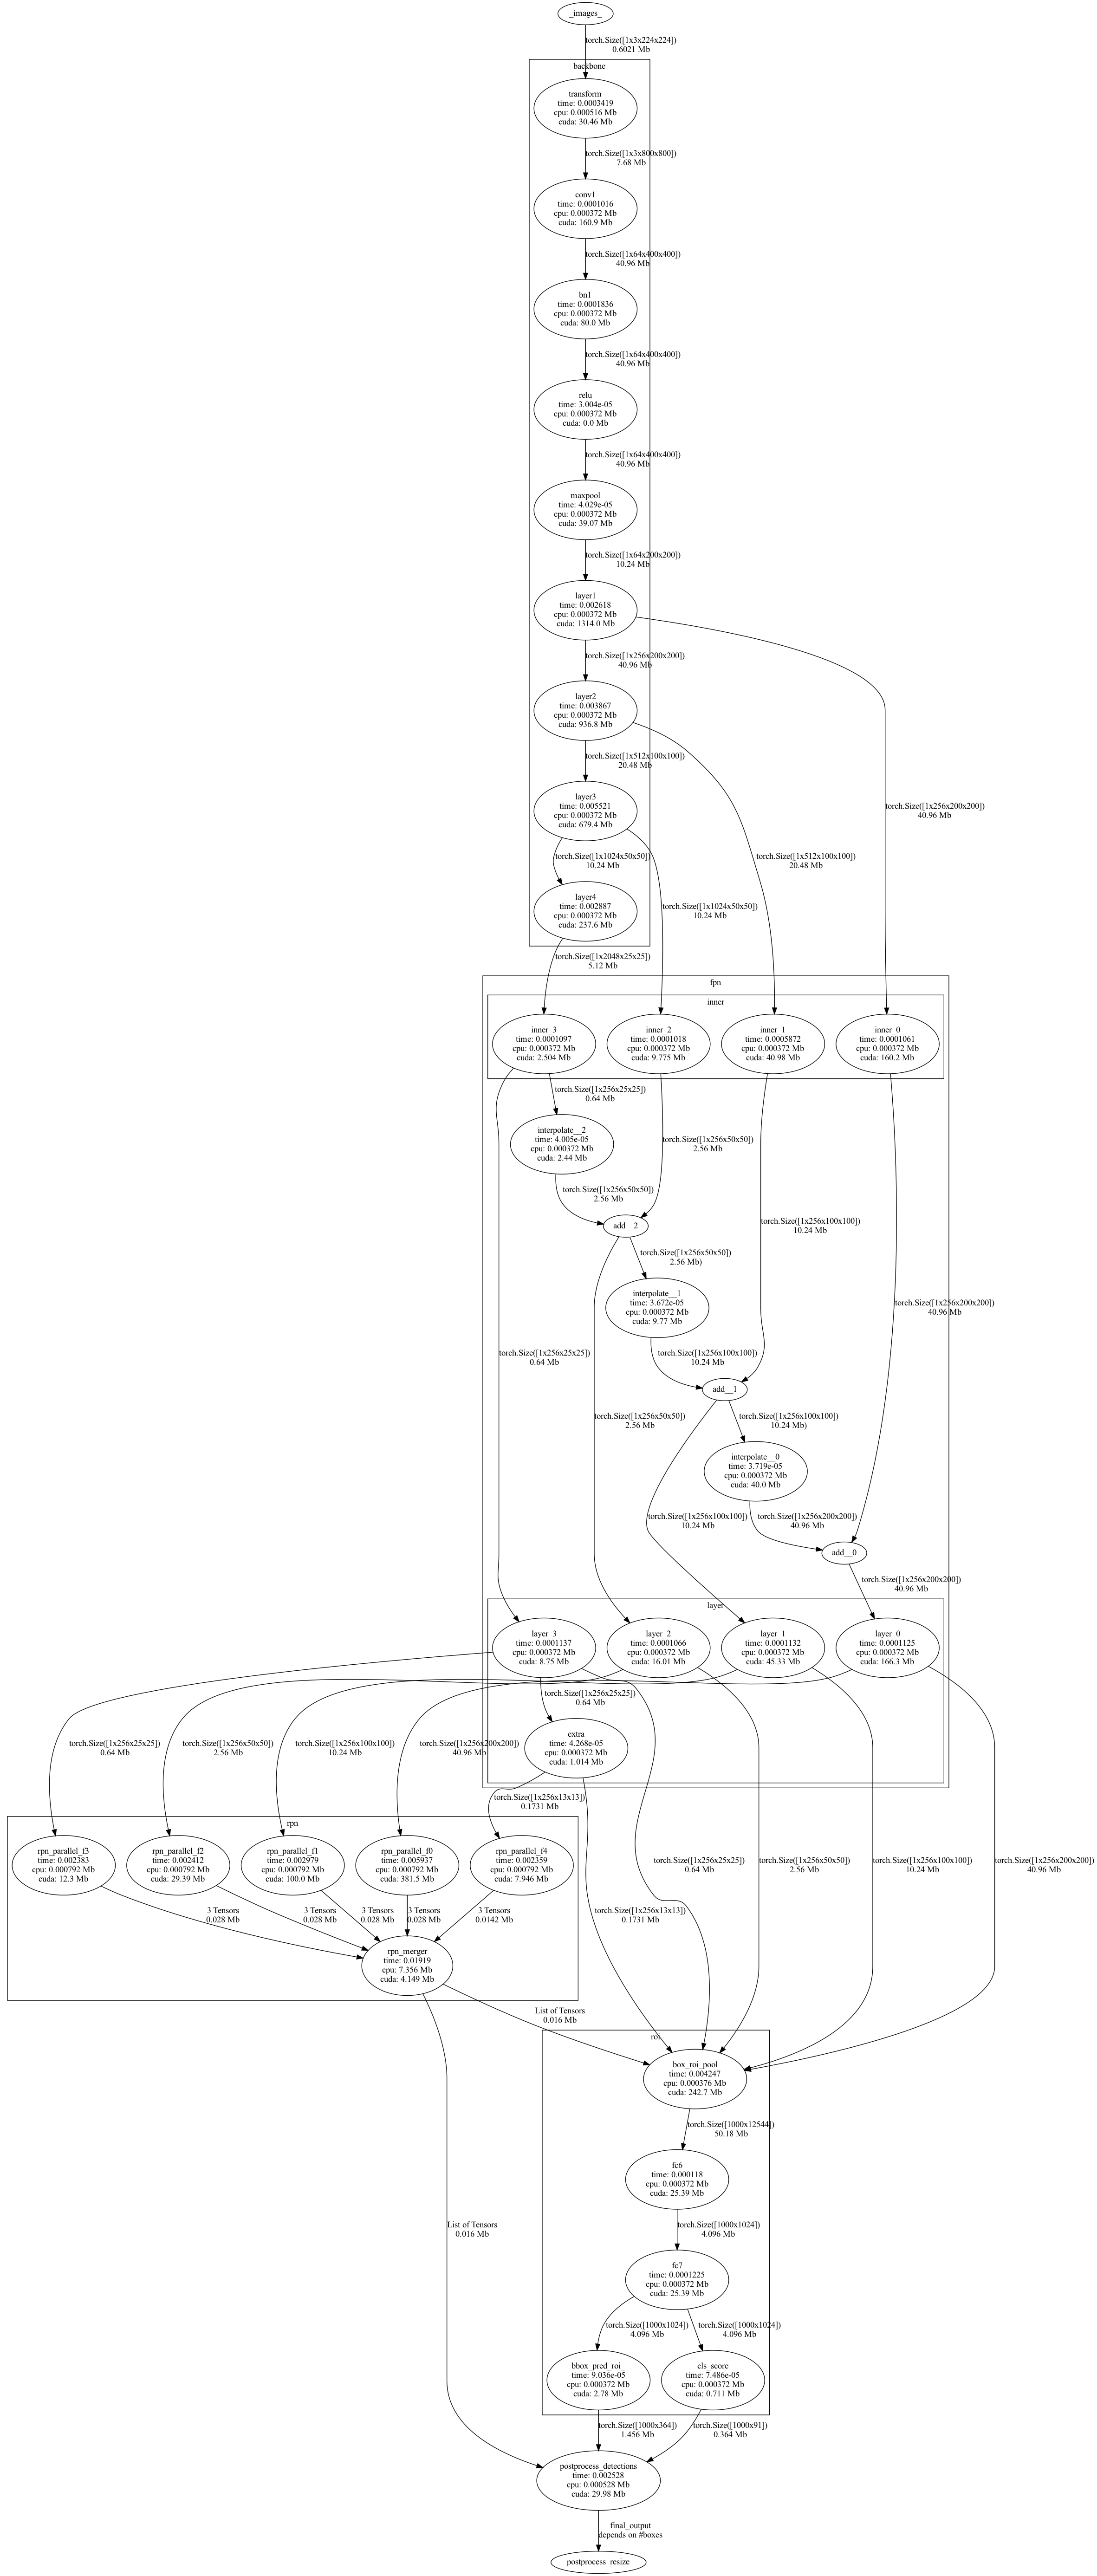 _images_
torch.Size([1x3x224x224])
0.6021 Mb
backbone
transform
time: 0.0003419
cpu: 0.000516 Mb
cuda: 30.46 Mb
torch.Size([1x3x800x800])
7.68 Mb
conv1
time: 0.0001016
cpu: 0.000372 Mb
cuda: 160.9 Mb
torch.Size([1x64x400x400])
40.96 Mb
bn1
time: 0.0001836
cpu: 0.000372 Mb
cuda: 80.0 Mb
torch.Size([1x64x400x400])
40.96 Mb
relu
time: 3.004e-05
cpu: 0.000372 Mb
cuda: 0.0 Mb
torch.Size([1x64x400x400])
40.96 Mb
maxpool
time: 4.029e-05
cpu: 0.000372 Mb
cuda: 39.07 Mb
torch.Size([1x64x200x200])
10.24 Mb
layer1
time: 0.002618
cpu: 0.000372 Mb
cuda: 1314.0 Mb
torch.Size([1x256x200x200])
40.96 Mb
layer2
time: 0.003867
cpu: 0.000372 Mb
cuda: 936.8 Mb
torch.Size([1x512x100x100])
20.48 Mb
layer3
time: 0.005521
cpu: 0.000372 Mb
cuda: 679.4 Mb
torch.Size([1x256x200x200])
40.96 Mb
torch.Size([1x1024x50x50])
10.24 Mb
torch.Size([1x512x100x100])
20.48 Mb
layer4
time: 0.002887
cpu: 0.000372 Mb
cuda: 237.6 Mb
torch.Size([1x1024x50x50])
10.24 Mb
torch.Size([1x2048x25x25])
5.12 Mb
fpn
inner
inner_3
time: 0.0001097
cpu: 0.000372 Mb
cuda: 2.504 Mb
inner_2
time: 0.0001018
cpu: 0.000372 Mb
cuda: 9.775 Mb
inner_1
time: 0.0005872
cpu: 0.000372 Mb
cuda: 40.98 Mb
inner_0
time: 0.0001061
cpu: 0.000372 Mb
cuda: 160.2 Mb
torch.Size([1x256x25x25])
0.64 Mb
interpolate__2
time: 4.005e-05
cpu: 0.000372 Mb
cuda: 2.44 Mb
torch.Size([1x256x50x50])
2.56 Mb
torch.Size([1x256x50x50])
2.56 Mb
add__2
torch.Size([1x256x100x100])
10.24 Mb
torch.Size([1x256x50x50])
2.56 Mb)
interpolate__1
time: 3.672e-05
cpu: 0.000372 Mb
cuda: 9.77 Mb
torch.Size([1x256x200x200])
40.96 Mb
torch.Size([1x256x25x25])
0.64 Mb
torch.Size([1x256x100x100])
10.24 Mb
add__1
torch.Size([1x256x50x50])
2.56 Mb
torch.Size([1x256x100x100])
10.24 Mb)
interpolate__0
time: 3.719e-05
cpu: 0.000372 Mb
cuda: 40.0 Mb
torch.Size([1x256x100x100])
10.24 Mb
torch.Size([1x256x200x200])
40.96 Mb
add__0
torch.Size([1x256x200x200])
40.96 Mb
layer
layer_3
time: 0.0001137
cpu: 0.000372 Mb
cuda: 8.75 Mb
layer_2
time: 0.0001066
cpu: 0.000372 Mb
cuda: 16.01 Mb
layer_1
time: 0.0001132
cpu: 0.000372 Mb
cuda: 45.33 Mb
layer_0
time: 0.0001125
cpu: 0.000372 Mb
cuda: 166.3 Mb
torch.Size([1x256x25x25])
0.64 Mb
torch.Size([1x256x25x25])
0.64 Mb
torch.Size([1x256x50x50])
2.56 Mb
torch.Size([1x256x100x100])
10.24 Mb
torch.Size([1x256x200x200])
40.96 Mb
extra
time: 4.268e-05
cpu: 0.000372 Mb
cuda: 1.014 Mb
torch.Size([1x256x13x13])
0.1731 Mb
rpn
rpn_parallel_f3
time: 0.002383
cpu: 0.000792 Mb
cuda: 12.3 Mb
rpn_parallel_f2
time: 0.002412
cpu: 0.000792 Mb
cuda: 29.39 Mb
rpn_parallel_f1
time: 0.002979
cpu: 0.000792 Mb
cuda: 100.0 Mb
rpn_parallel_f0
time: 0.005937
cpu: 0.000792 Mb
cuda: 381.5 Mb
rpn_parallel_f4
time: 0.002359
cpu: 0.000792 Mb
cuda: 7.946 Mb
torch.Size([1x256x25x25])
0.64 Mb
torch.Size([1x256x50x50])
2.56 Mb
torch.Size([1x256x100x100])
10.24 Mb
torch.Size([1x256x200x200])
40.96 Mb
3 Tensors
0.028 Mb
3 Tensors
0.028 Mb
3 Tensors
0.028 Mb
3 Tensors
0.028 Mb
3 Tensors
0.0142 Mb
torch.Size([1x256x13x13])
0.1731 Mb
rpn_merger
time: 0.01919
cpu: 7.356 Mb
cuda: 4.149 Mb
List of Tensors
0.016 Mb
roi
box_roi_pool
time: 0.004247
cpu: 0.000376 Mb
cuda: 242.7 Mb
torch.Size([1000x12544])
50.18 Mb
fc6
time: 0.000118
cpu: 0.000372 Mb
cuda: 25.39 Mb
List of Tensors
0.016 Mb
torch.Size([1000x1024])
4.096 Mb
fc7
time: 0.0001225
cpu: 0.000372 Mb
cuda: 25.39 Mb
torch.Size([1000x1024])
4.096 Mb
torch.Size([1000x1024])
4.096 Mb
bbox_pred_roi_
time: 9.036e-05
cpu: 0.000372 Mb
cuda: 2.78 Mb
cls_score
time: 7.486e-05
cpu: 0.000372 Mb
cuda: 0.711 Mb
torch.Size([1000x364])
1.456 Mb
torch.Size([1000x91])
0.364 Mb
postprocess_detections
time: 0.002528
cpu: 0.000528 Mb
cuda: 29.98 Mb
final_output
depends on #boxes
postprocess_resize